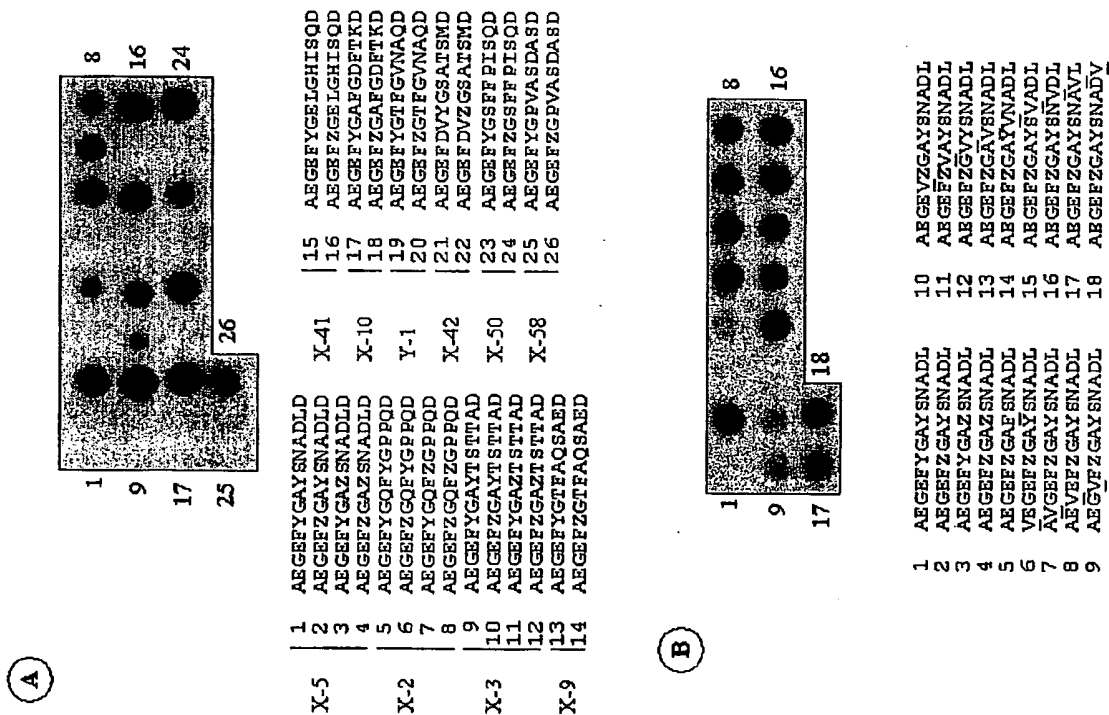 A
1 8
9 16
17 24
25 26
X-5
1 AEGEFYGAYSNADLD
2 AEGEFZGAYSNADLD
3 AEGEFYGAZSNADLD
4 AEGEFZGAZSNADLD
X-2
5 AEGEFYGQFYGPPQD
6 AEGEFZGQFYGPPQD
7 AEGEFYGQFZGPPQD
8 AEGEFZGQFZGPPQD
X-3
9 AEGEFYGAYTSTTAD
10 AEGEFZGAYTSTTAD
11 AEGEFYGAZTSTTAD
12 AEGEFZGAZTSTTAD
X-9
13 AEGEFYGTFAQSAED
14 AEGEFZGTFAQSAED
X-41
15 AEGEFYGELGHISQD
16 AEGEFZGELGHISQD
X-10
17 AEGEFYGAFGDFTKD
18 AEGEFZGAFGDFTKD
Y-1
19 AEGEFYGTFGVNAQD
20 AEGEFZGTFGVNAQD
X-42
21 AEGEFDVYGSATSMD
22 AEGEFDVZGSATSMD
X-50
23 AEGEFYGSFFPISQD
24 AEGEFZGSFFPISQD
X-58
25 AEGEFYGPVASDASD
26 AEGEFZGPVASDASD
B
1 8
9 16
17 18
1 AEGEFYGAYSNADL
2 AEGEFZGAYSNADL
3 AEGEFYGAZSNADL
4 AEGEFZGAZSNADL
5 AEGEFZGAFSNADL
6 VEGEFZGAYSNADL
7 AVGEFZGAYSNADL
8 AEVEFZGAYSNADL
9 AEGVFZGAYSNADL
10 AEGEVZGAYSNADL
11 AEGEFZVAYSNADL
12 AEGEFZGVYSNADL
13 AEGEFZGAVSNADL
14 AEGEFZGAYVNADL
15 AEGEFZGAYSVADL
16 AEGEFZGAYSNVDL
17 AEGEFZGAYSNAVL
18 AEGEFZGAYSNADV